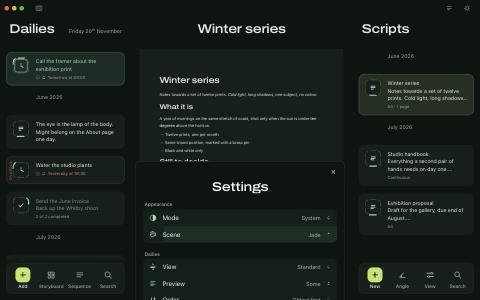 Dailies
Friday 20th November
Call the framer about the
exhibition print
Tomorrow at 09:00
June 2026
The eye is the lamp of the body.
Might belong on the About page
one day.
Water the studio plants
Yesterday at 16:30
Send the June invoice
Back up the Whitby shoot
2 of 2 completed
July 2026
Add
Storyboard
Sequence
Search
Winter series
Winter series
Notes towards a set of twelve prints. Cold light, long shadows, one subject, no colour.
What it is
A year of mornings on the same stretch of coast, shot only when the sun is under ten
degrees above the horizon.
- Twelve prints, one per month
- Same tripod position, marked with a brass pin
- Black and white only
Still to decide
Settings
Appearance
Mode
System
Scene
Jade
Dailies
View
Standard
Preview
Some
Order
Scripts
June 2026
Winter series
Notes towards a set of twelve
prints. Cold light, long shadows...
A4 · 1 page
July 2026
Studio handbook
Everything a second pair of
hands needs on day one...
Continuous
Exhibition proposal
Draft for the gallery, due end of
August...
A4
New
Angle
View
Search